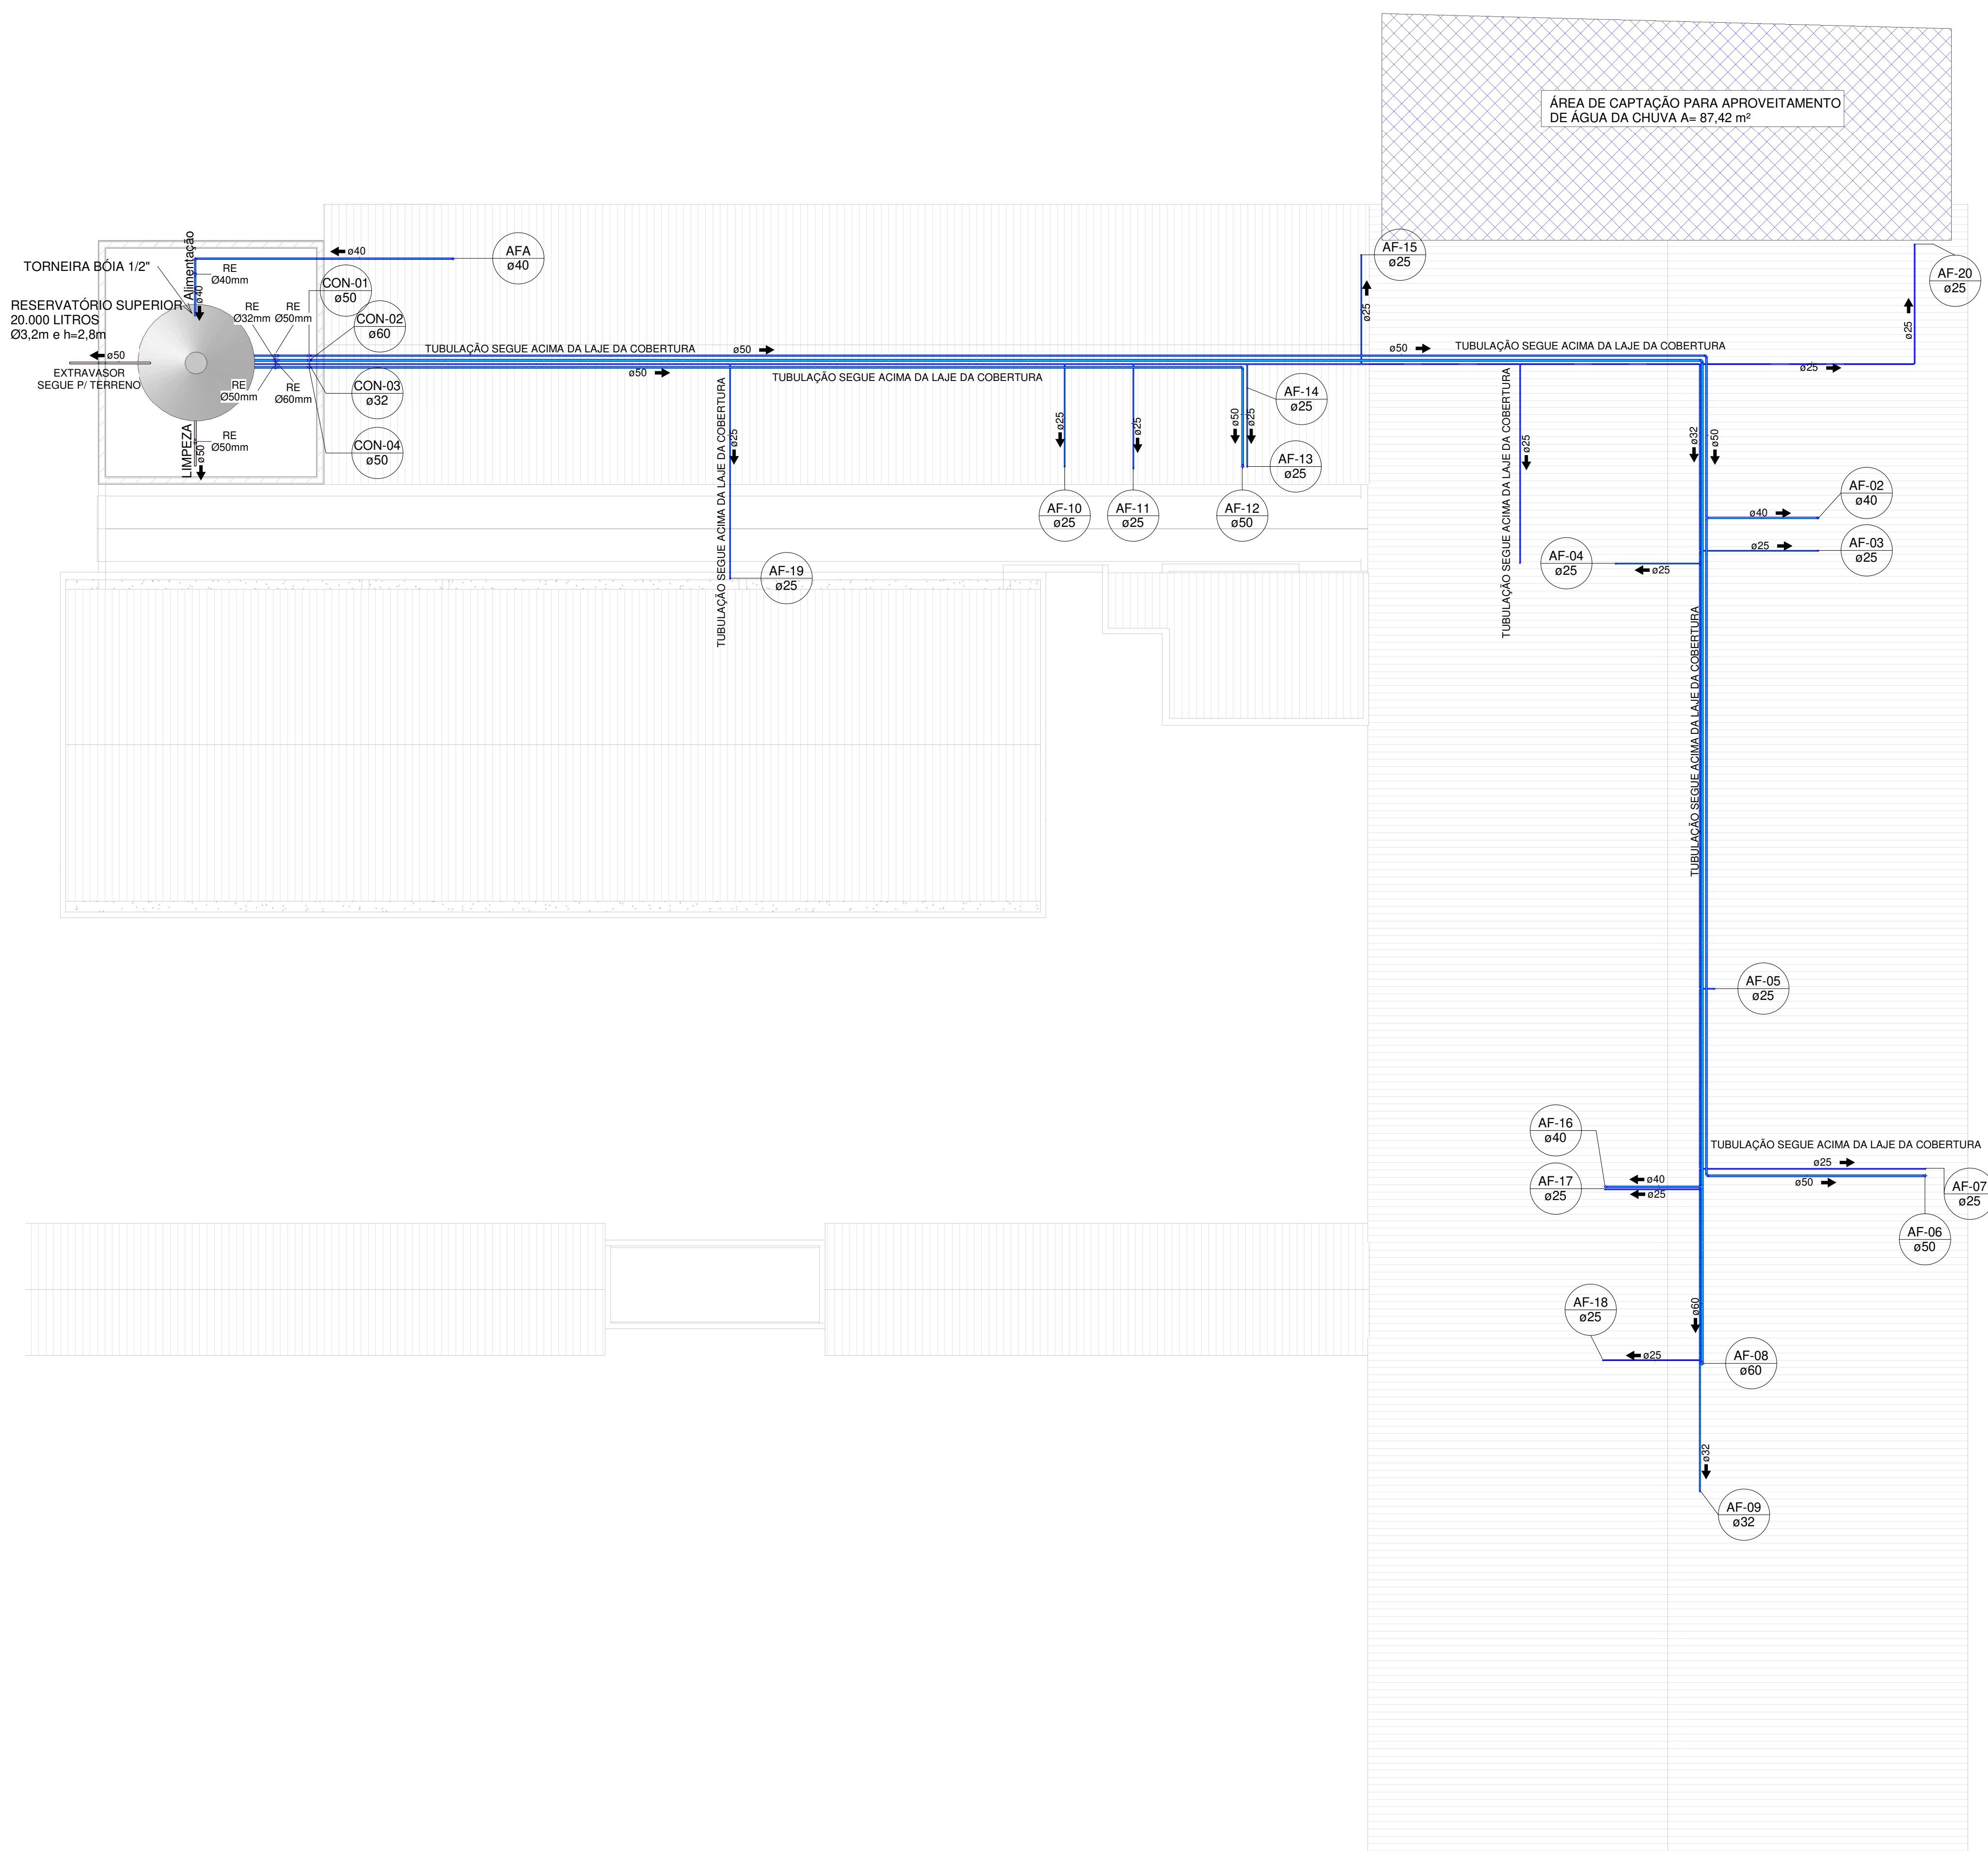 ÁREA DE CAPTAÇÃO PARA APROVEITAMENTO
DE ÁGUA DA CHUVA A= 87,42 m²
Alimentação
ø40
TORNEIRA BÓIA 1/2"
RE
Ø40mm
ø40
AFA
ø40
CON-01
ø50
CON-02
ø60
RESERVATÓRIO SUPERIOR
20.000 LITROS
Ø3,2m e h=2,8m
RE
Ø32mm
RE
Ø50mm
ø50
EXTRAVASOR
SEGUE P/ TERRENO
RE
Ø50mm
RE
Ø60mm
CON-03
ø32
CON-04
ø50
LIMPEZA
ø50
RE
Ø50mm
TUBULAÇÃO SEGUE ACIMA DA LAJE DA COBERTURA
ø50
ø50
TUBULAÇÃO SEGUE ACIMA DA LAJE DA COBERTURA
TUBULAÇÃO SEGUE ACIMA DA LAJE DA COBERTURA
ø25
AF-19
ø25
ø25
AF-10
ø25
ø25
AF-11
ø25
ø50
ø25
AF-12
ø50
AF-13
ø25
AF-14
ø25
AF-15
ø25
ø25
ø50
TUBULAÇÃO SEGUE ACIMA DA LAJE DA COBERTURA
ø25
ø25
AF-20
ø25
TUBULAÇÃO SEGUE ACIMA DA LAJE DA COBERTURA
ø25
ø32
ø50
AF-02
ø40
ø40
AF-03
ø25
ø25
AF-04
ø25
ø25
TUBULAÇÃO SEGUE ACIMA DA LAJE DA COBERTURA
AF-05
ø25
AF-16
ø40
ø40
AF-17
ø25
ø25
TUBULAÇÃO SEGUE ACIMA DA LAJE DA COBERTURA
ø25
ø50
AF-07
ø25
AF-06
ø50
ø60
AF-18
ø25
ø25
AF-08
ø60
ø32
AF-09
ø32